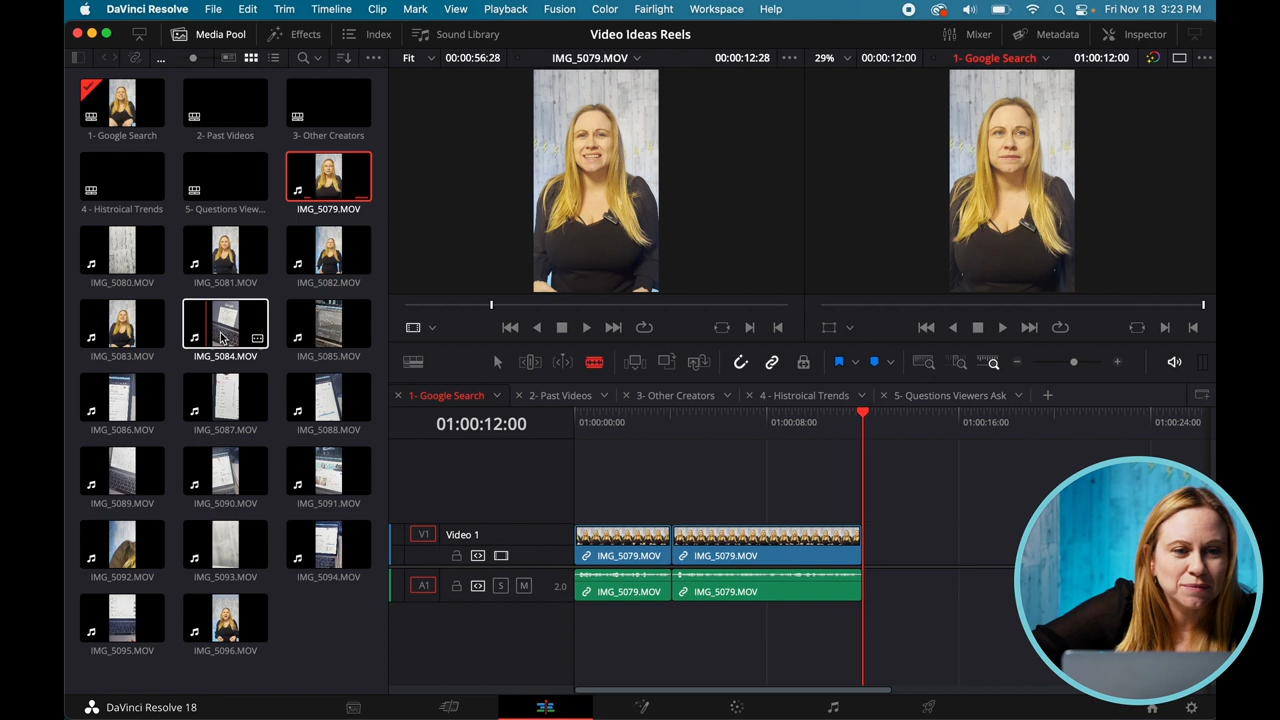 DaVinci Resolve File Edit Trim Timeline Clip Mark View Playback Fusion Color Fairlight Workspace Help Fri Nov 18 3:23 PM
Media Pool Effects Index Sound Library Video Ideas Reels Mixer Metadata Inspector
... Fit 00:00:56:28 IMG_5079.MOV 00:00:12:28 29% 00:00:12:00 1- Google Search 01:00:12:00
1- Google Search 2- Past Videos 3- Other Creators
4 - Histroical Trends 5- Questions View... IMG_5079.MOV
IMG_5080.MOV IMG_5081.MOV IMG_5082.MOV
IMG_5083.MOV IMG_5084.MOV IMG_5085.MOV
IMG_5086.MOV IMG_5087.MOV IMG_5088.MOV
IMG_5089.MOV IMG_5090.MOV IMG_5091.MOV
IMG_5092.MOV IMG_5093.MOV IMG_5094.MOV
IMG_5095.MOV IMG_5096.MOV
1- Google Search 2- Past Videos 3- Other Creators 4 - Histroical Trends 5- Questions Viewers Ask
01:00:12:00 01:00:00:00 01:00:08:00 01:00:16:00 01:00:24:00
V1 Video 1
IMG_5079.MOV IMG_5079.MOV
A1 S M 2.0 IMG_5079.MOV IMG_5079.MOV
DaVinci Resolve 18